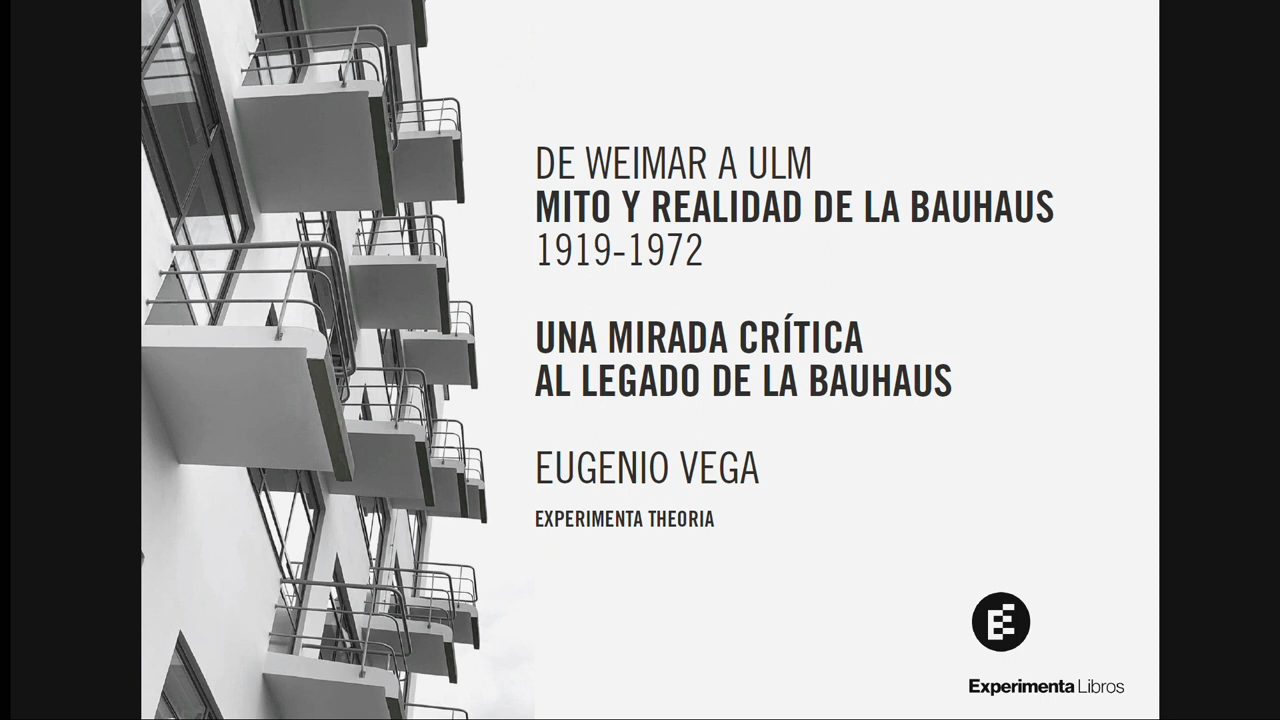 DE WEIMAR A ULM
MITO Y REALIDAD DE LA BAUHAUS
1919-1972
UNA MIRADA CRÍTICA
AL LEGADO DE LA BAUHAUS
EUGENIO VEGA
EXPERIMENTA THEORIA
E
Experimenta Libros